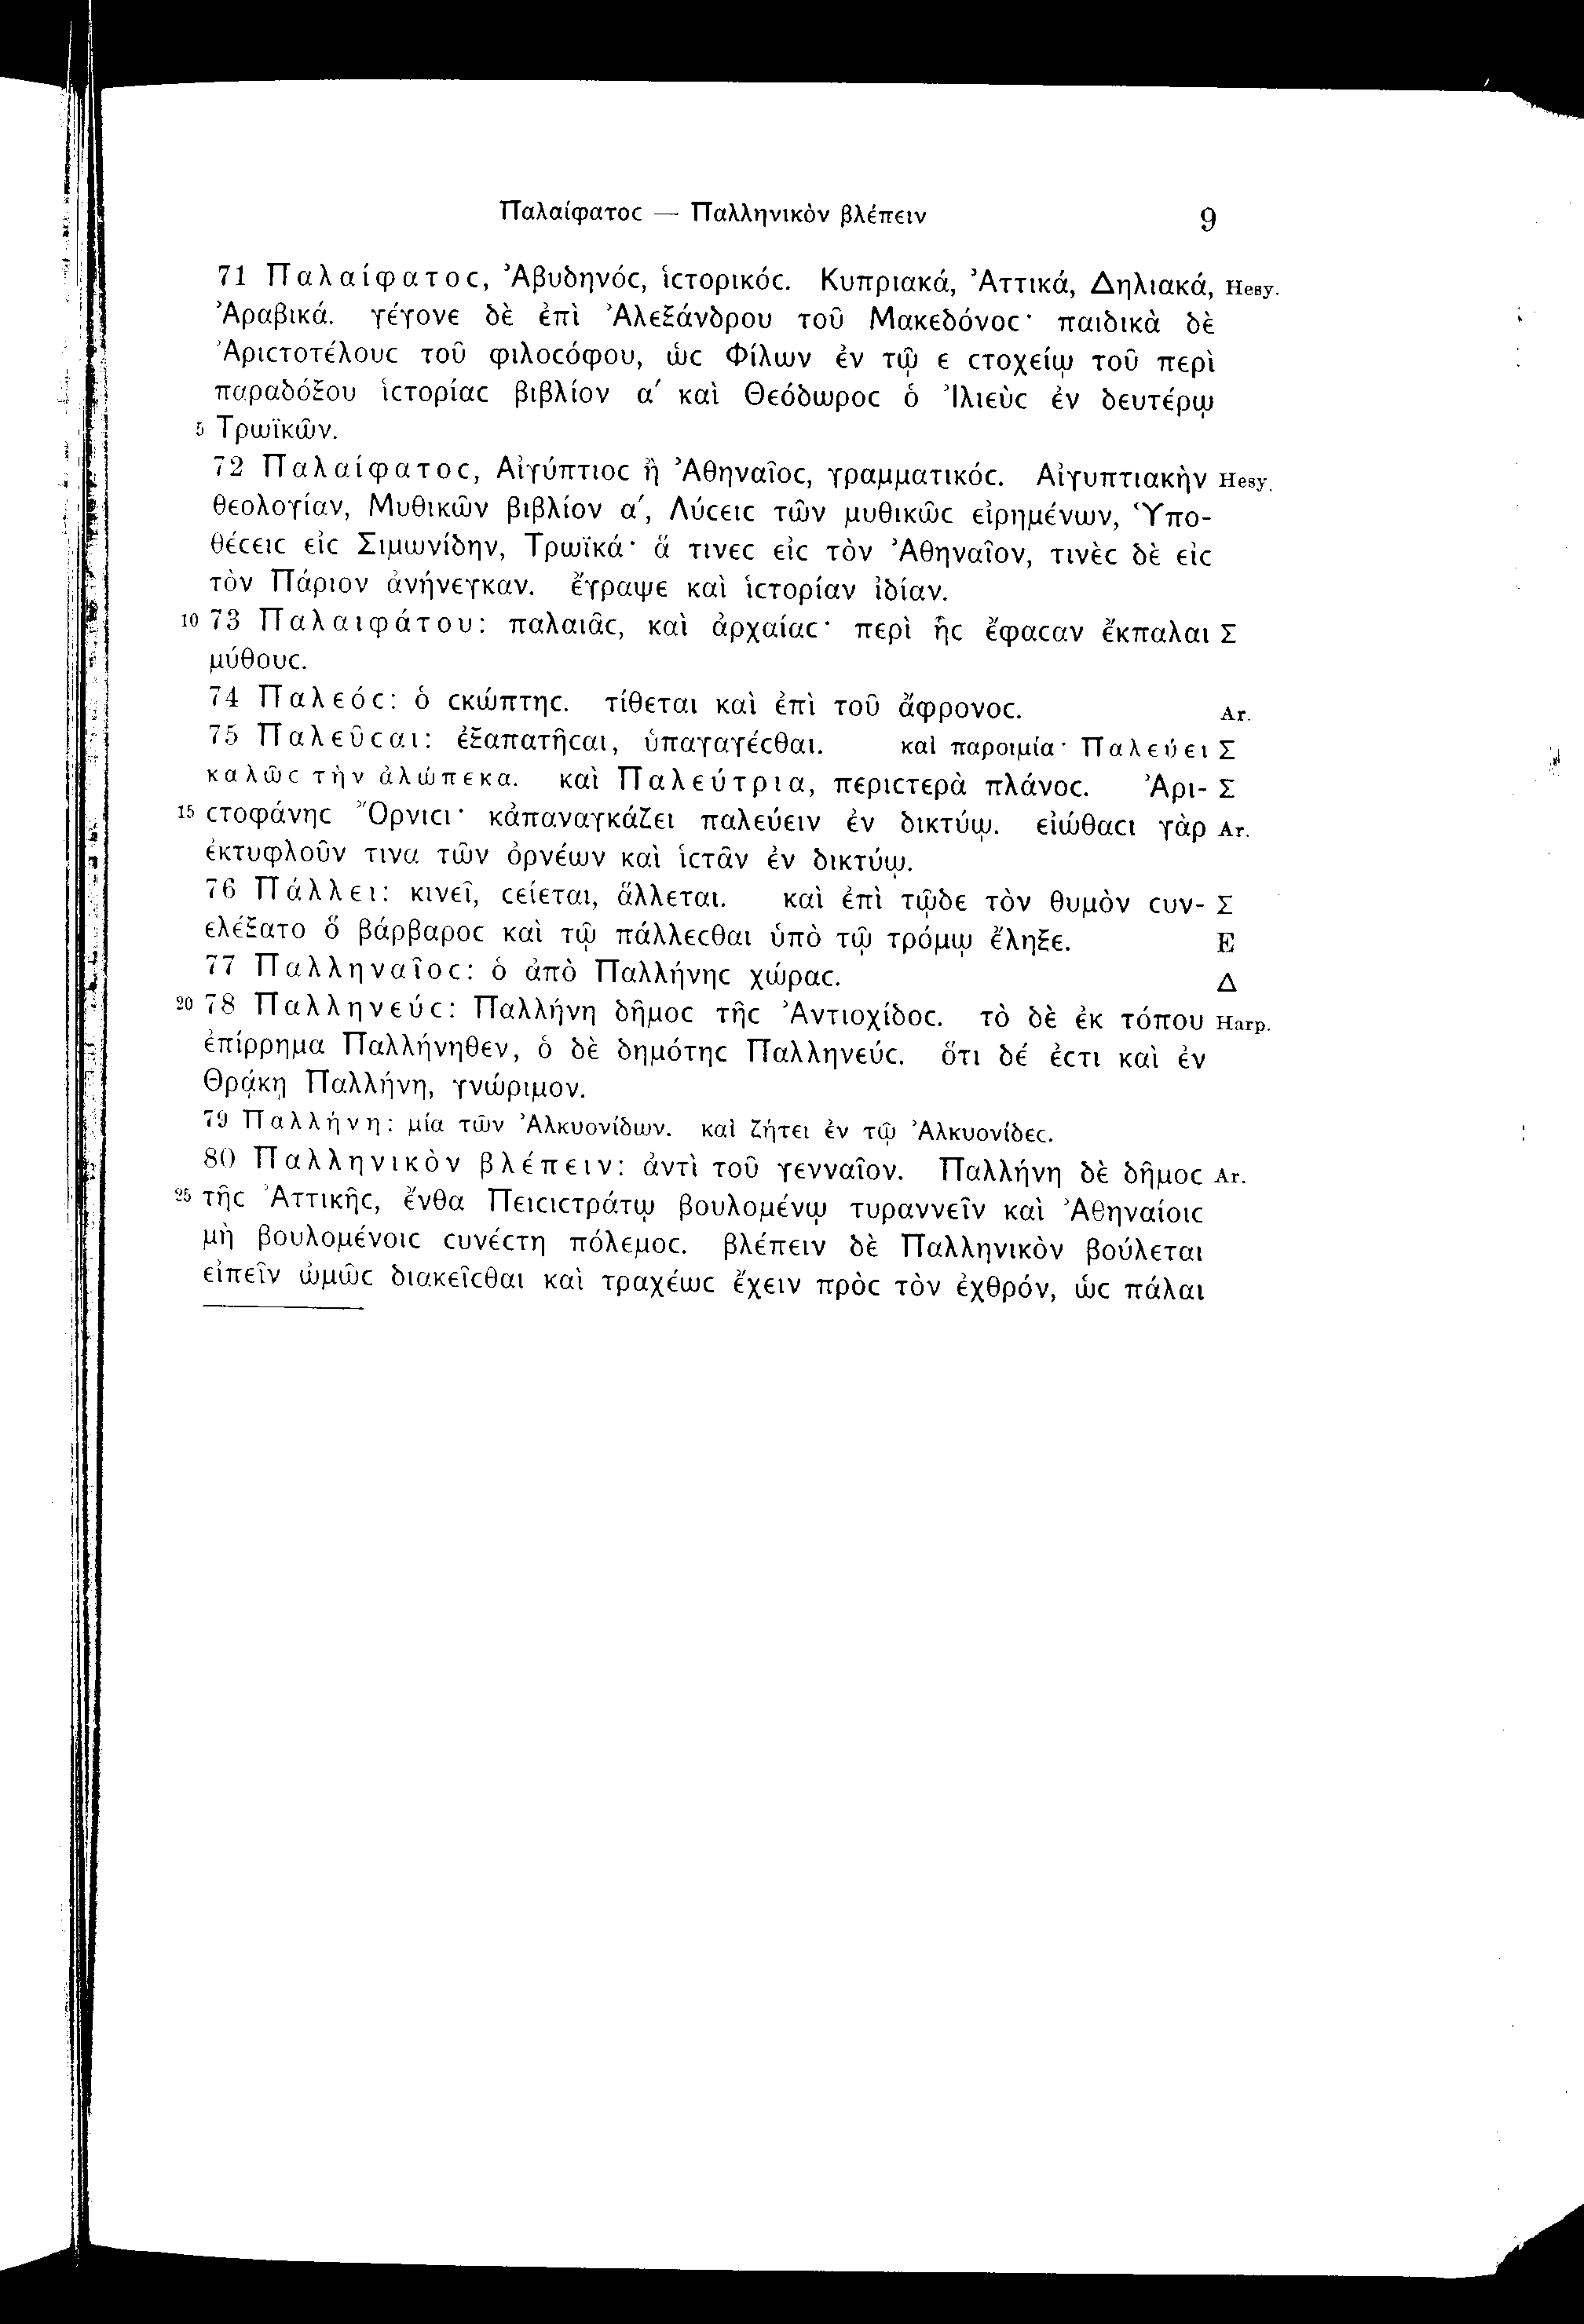 Παλαίφατοϲ — Παλληνικὸν βλέπειν 9
71 Παλαίφατοϲ, Ἀβυδηνόϲ, ἱϲτορικόϲ. Κυπριακά, Ἀττικά, Δηλιακά, Hesy.
Ἀραβικά. γέγονε δὲ ἐπὶ Ἀλεξάνδρου τοῦ Μακεδόνοϲ· παιδικὰ δὲ
Ἀριϲτοτέλουϲ τοῦ φιλοϲόφου, ὡϲ Φίλων ἐν τῷ ε ϲτοχείῳ τοῦ περὶ
παραδόξου ἱϲτορίαϲ βιβλίον α´ καὶ Θεόδωροϲ ὁ Ἰλιεὺϲ ἐν δευτέρῳ
5 Τρωϊκῶν.
72 Παλαίφατοϲ, Αἰγύπτιοϲ ἢ Ἀθηναῖοϲ, γραμματικόϲ. Αἰγυπτιακὴν Hesy.
θεολογίαν, Μυθικῶν βιβλίον α´, Λύϲειϲ τῶν μυθικῶϲ εἰρημένων, Ὑπο-
θέϲειϲ εἰϲ Σιμωνίδην, Τρωϊκά· ἅ τινεϲ εἰϲ τὸν Ἀθηναῖον, τινὲϲ δὲ εἰϲ
τὸν Πάριον ἀνήνεγκαν. ἔγραψε καὶ ἱϲτορίαν ἰδίαν.
10 73 Παλαιφάτου: παλαιᾶϲ, καὶ ἀρχαίαϲ· περὶ ἧϲ ἔφαϲαν ἔκπαλαι Σ
μύθουϲ.
74 Παλεόϲ: ὁ ϲκώπτηϲ. τίθεται καὶ ἐπὶ τοῦ ἄφρονοϲ. Ar.
75 Παλεῦϲαι: ἐξαπατῆϲαι, ὑπαγαγέϲθαι. καὶ παροιμία· Παλεύει Σ
καλῶϲ τὴν ἀλώπεκα. καὶ Παλεύτρια, περιϲτερὰ πλάνοϲ. Ἀρι- Σ
15 ϲτοφάνηϲ Ὄρνιϲι· κἀπαναγκάζει παλεύειν ἐν δικτύῳ. εἰώθαϲι γὰρ Ar.
ἐκτυφλοῦν τινα τῶν ὀρνέων καὶ ἱϲτᾶν ἐν δικτύῳ.
76 Πάλλει: κινεῖ, ϲείεται, ἅλλεται. καὶ ἐπὶ τῷδε τὸν θυμὸν ϲυν- Σ
ελέξατο ὅ βάρβαροϲ καὶ τῷ πάλλεϲθαι ὑπὸ τῷ τρόμῳ ἔληξε. E
77 Παλληναῖοϲ: ὁ ἀπὸ Παλλήνηϲ χώραϲ. Δ
20 78 Παλληνεύϲ: Παλλήνη δῆμοϲ τῆϲ Ἀντιοχίδοϲ. τὸ δὲ ἐκ τόπου Harp.
ἐπίρρημα Παλλήνηθεν, ὁ δὲ δημότηϲ Παλληνεύϲ. ὅτι δέ ἐϲτι καὶ ἐν
Θρᾴκῃ Παλλήνη, γνώριμον.
79 Παλλήνη: μία τῶν Ἀλκυονίδων. καὶ ζήτει ἐν τῷ Ἀλκυονίδεϲ.
80 Παλληνικὸν βλέπειν: ἀντὶ τοῦ γενναῖον. Παλλήνη δὲ δῆμοϲ Ar.
25 τῆϲ Ἀττικῆϲ, ἔνθα Πειϲιϲτράτῳ βουλομένῳ τυραννεῖν καὶ Ἀθηναίοιϲ
μὴ βουλομένοιϲ ϲυνέϲτη πόλεμοϲ. βλέπειν δὲ Παλληνικὸν βούλεται
εἰπεῖν ὠμῶϲ διακεῖϲθαι καὶ τραχέωϲ ἔχειν πρὸϲ τὸν ἐχθρόν, ὡϲ πάλαι